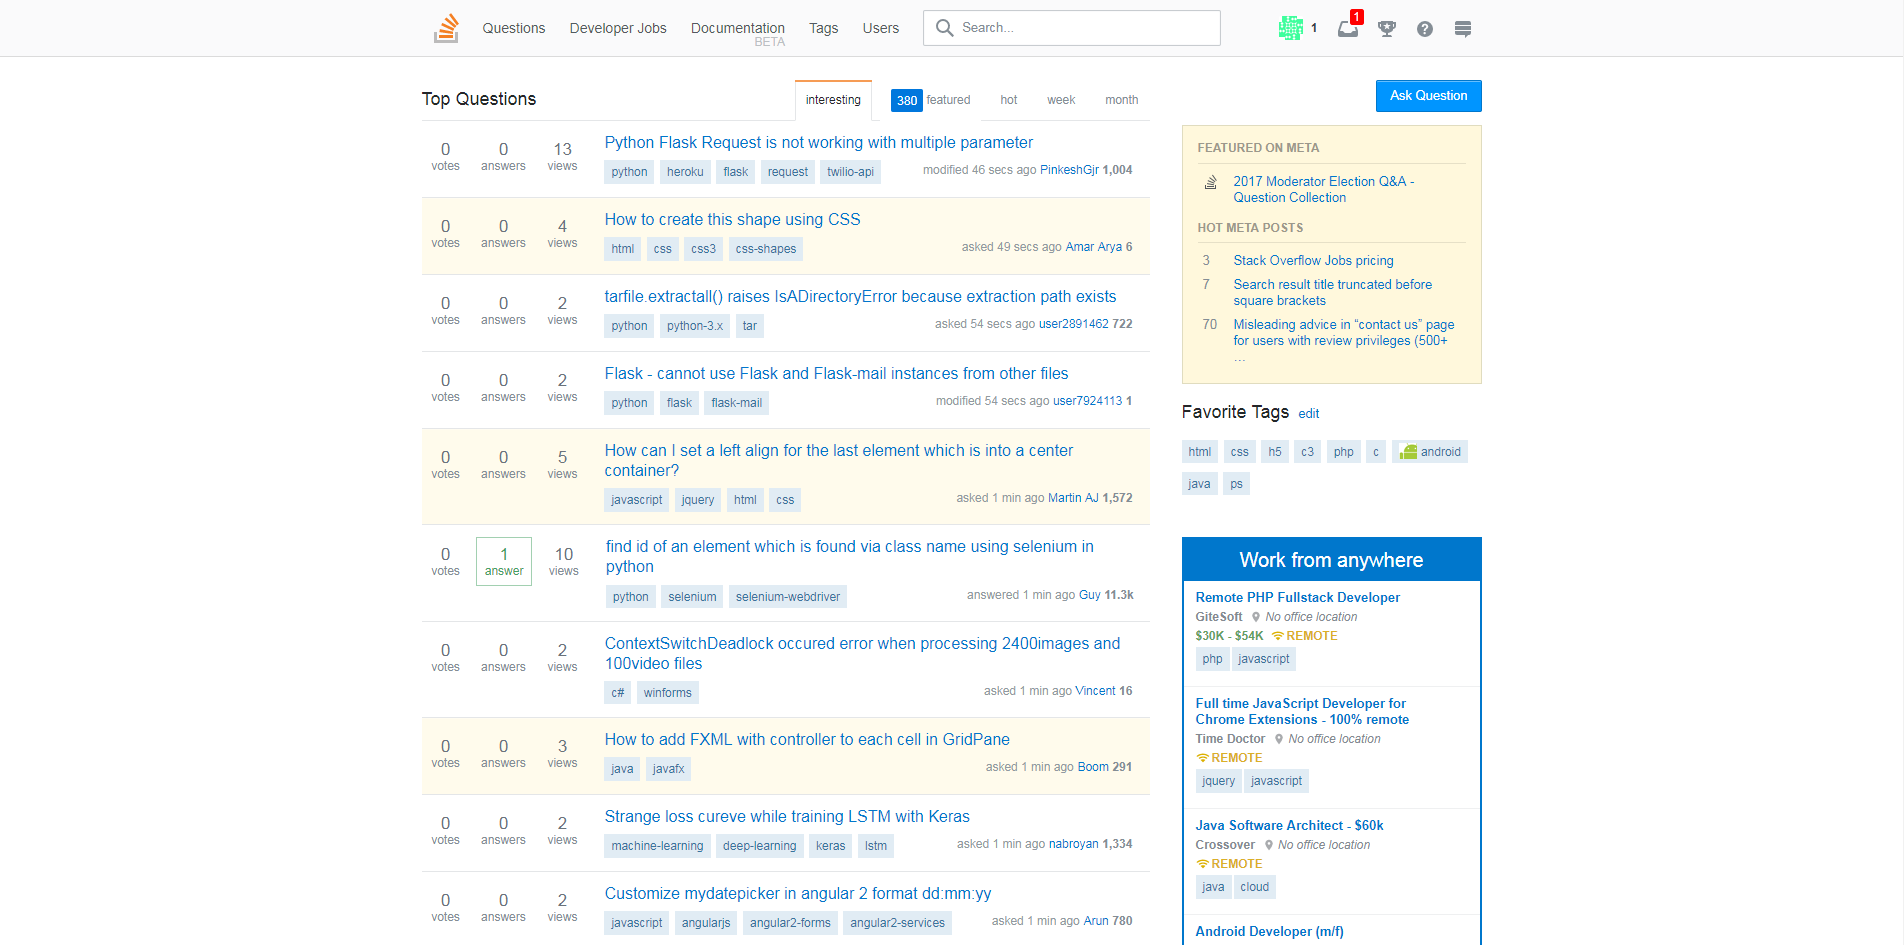 Questions Developer Jobs Documentation Tags Users Search... 1 1
BETA
Top Questions interesting 380 featured hot week month
0 0 13 Python Flask Request is not working with multiple parameter
votes answers views python heroku flask request twilio-api modified 46 secs ago PinkeshGjr 1,004
0 0 4 How to create this shape using CSS
votes answers views html css css3 css-shapes asked 49 secs ago Amar Arya 6
0 0 2 tarfile.extractall() raises IsADirectoryError because extraction path exists
votes answers views python python-3.x tar asked 54 secs ago user2891462 722
0 0 2 Flask - cannot use Flask and Flask-mail instances from other files
votes answers views python flask flask-mail modified 54 secs ago user7924113 1
0 0 5 How can I set a left align for the last element which is into a center
votes answers views container?
javascript jquery html css asked 1 min ago Martin AJ 1,572
0 1 10 find id of an element which is found via class name using selenium in
votes answer views python
python selenium selenium-webdriver answered 1 min ago Guy 11.3k
0 0 2 ContextSwitchDeadlock occured error when processing 2400images and
votes answers views 100video files
c# winforms asked 1 min ago Vincent 16
0 0 3 How to add FXML with controller to each cell in GridPane
votes answers views java javafx asked 1 min ago Boom 291
0 0 2 Strange loss cureve while training LSTM with Keras
votes answers views machine-learning deep-learning keras lstm asked 1 min ago nabroyan 1,334
0 0 2 Customize mydatepicker in angular 2 format dd:mm:yy
votes answers views javascript angularjs angular2-forms angular2-services asked 1 min ago Arun 780
Ask Question
FEATURED ON META
2017 Moderator Election Q&A -
Question Collection
HOT META POSTS
3 Stack Overflow Jobs pricing
7 Search result title truncated before
square brackets
70 Misleading advice in “contact us” page
for users with review privileges (500+
...
Favorite Tags edit
html css h5 c3 php c android
java ps
Work from anywhere
Remote PHP Fullstack Developer
GiteSoft No office location
$30K - $54K REMOTE
php javascript
Full time JavaScript Developer for
Chrome Extensions - 100% remote
Time Doctor No office location
REMOTE
jquery javascript
Java Software Architect - $60k
Crossover No office location
REMOTE
java cloud
Android Developer (m/f)